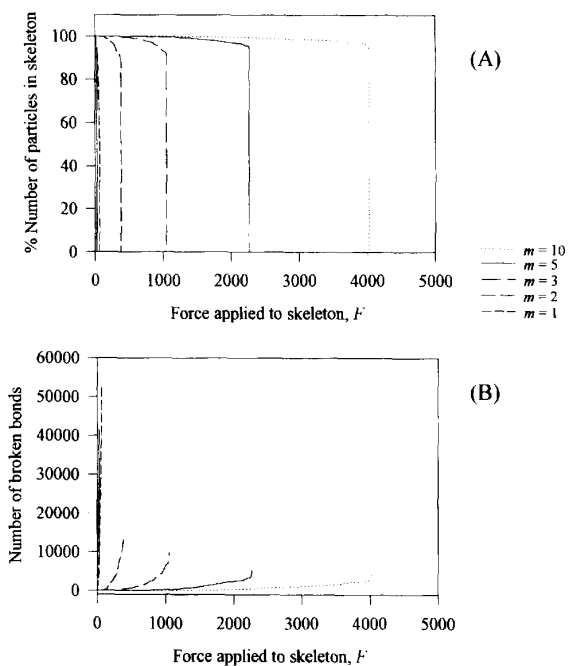 (A)
% Number of particles in skeleton
100
80
60
40
20
0
0 1000 2000 3000 4000 5000
Force applied to skeleton, F
m = 10
m = 5
m = 3
m = 2
m = 1
(B)
Number of broken bonds
60000
50000
40000
30000
20000
10000
0
0 1000 2000 3000 4000 5000
Force applied to skeleton, F